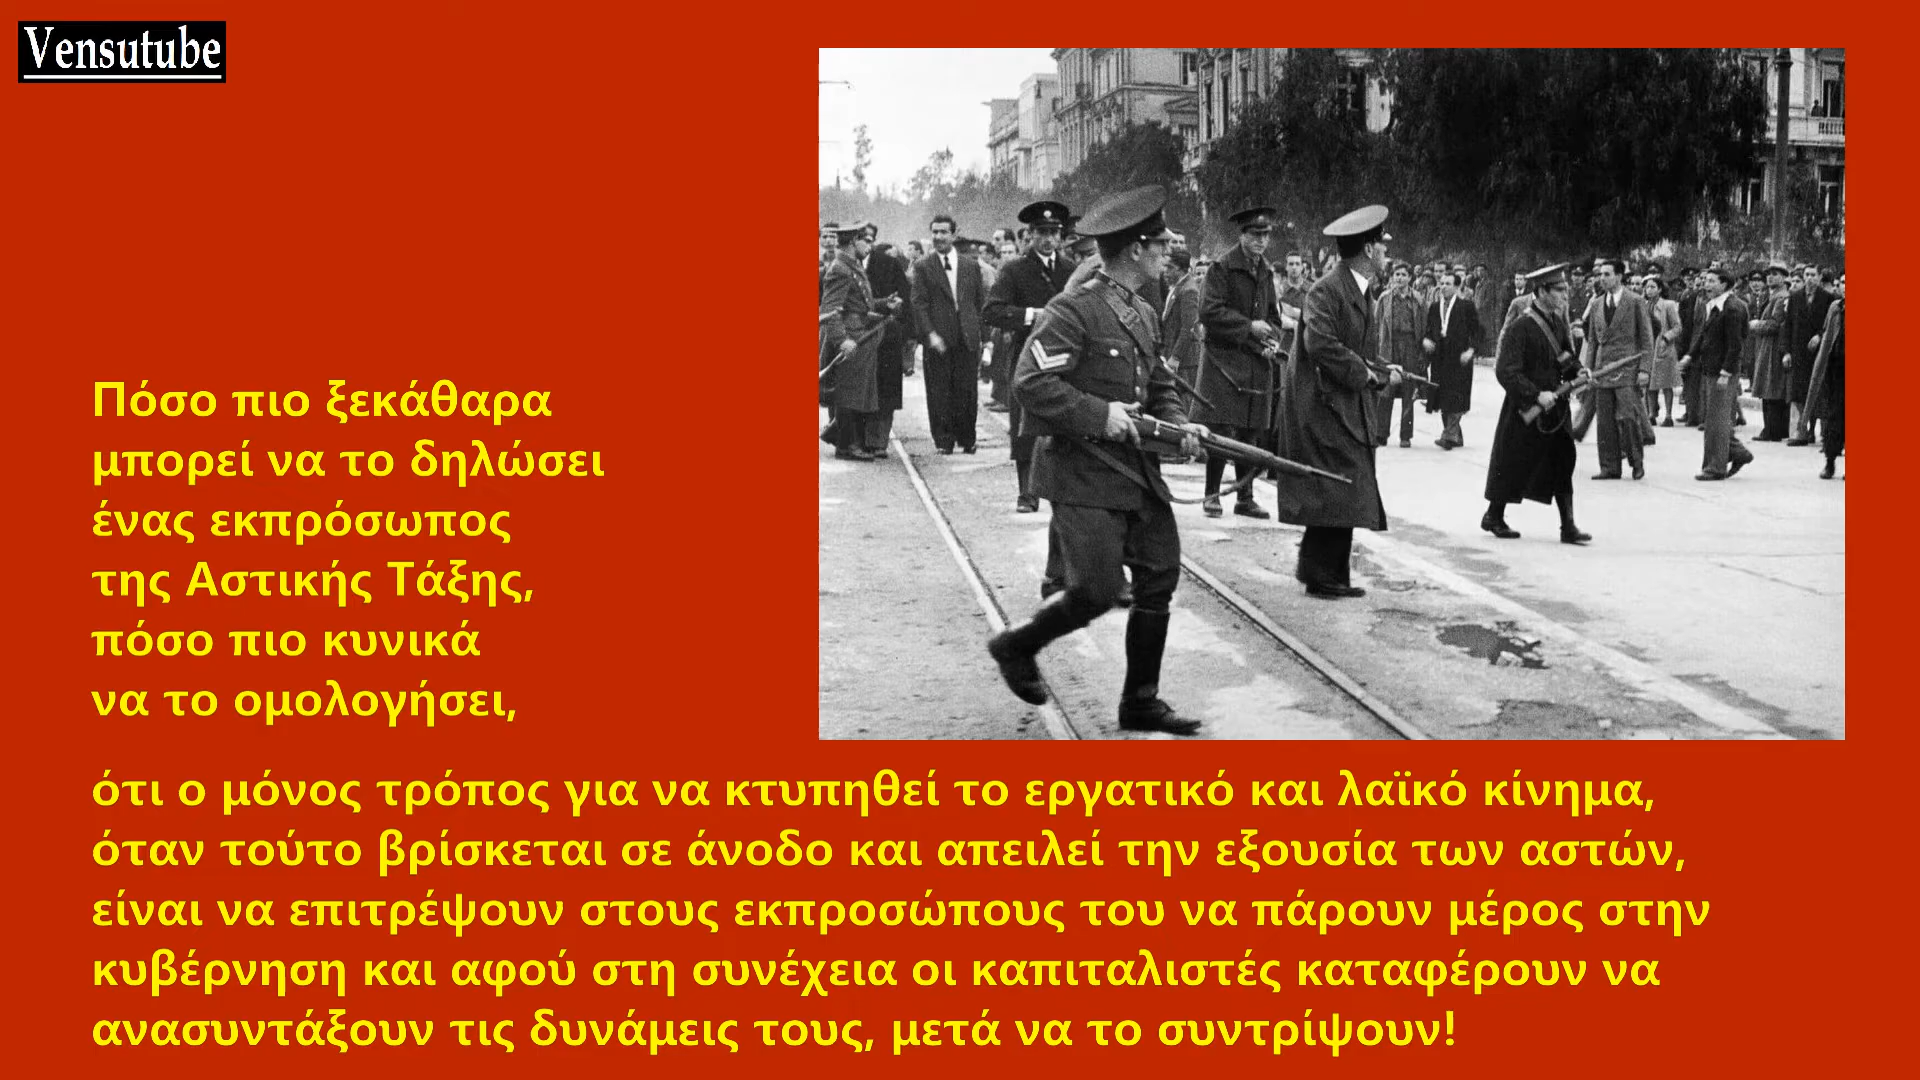 Vensutube
Πόσο πιο ξεκάθαρα
μπορεί να το δηλώσει
ένας εκπρόσωπος
της Αστικής Τάξης,
πόσο πιο κυνικά
να το ομολογήσει,
ότι ο μόνος τρόπος για να κτυπηθεί το εργατικό και λαϊκό κίνημα,
όταν τούτο βρίσκεται σε άνοδο και απειλεί την εξουσία των αστών,
είναι να επιτρέψουν στους εκπροσώπους του να πάρουν μέρος στην
κυβέρνηση και αφού στη συνέχεια οι καπιταλιστές καταφέρουν να
ανασυντάξουν τις δυνάμεις τους, μετά να το συντρίψουν!